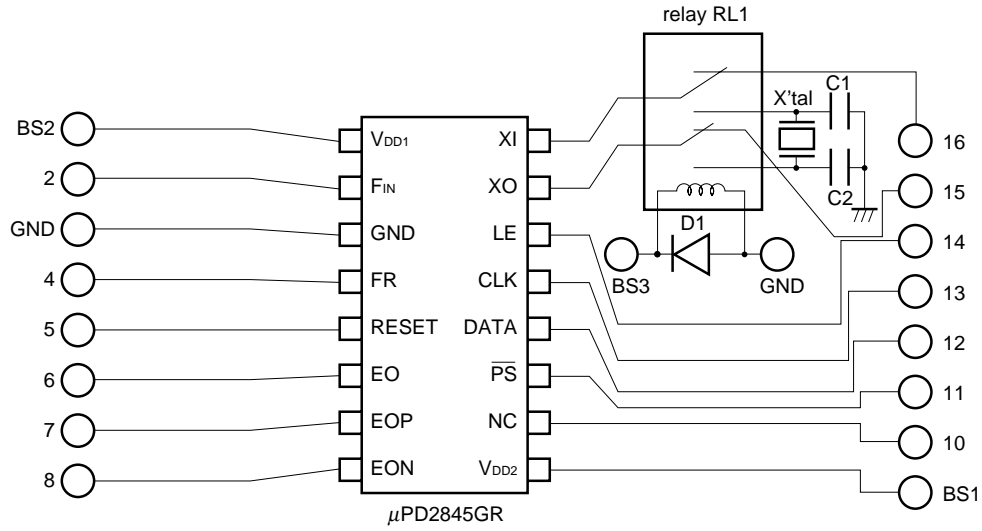 relay RL1
X'tal
C1
C2
D1
BS3
GND
BS2
2
GND
4
5
6
7
8
VDD1
FIN
GND
FR
RESET
EO
EOP
EON
XI
XO
LE
CLK
DATA
PS
NC
VDD2
16
15
14
13
12
11
10
BS1
µPD2845GR